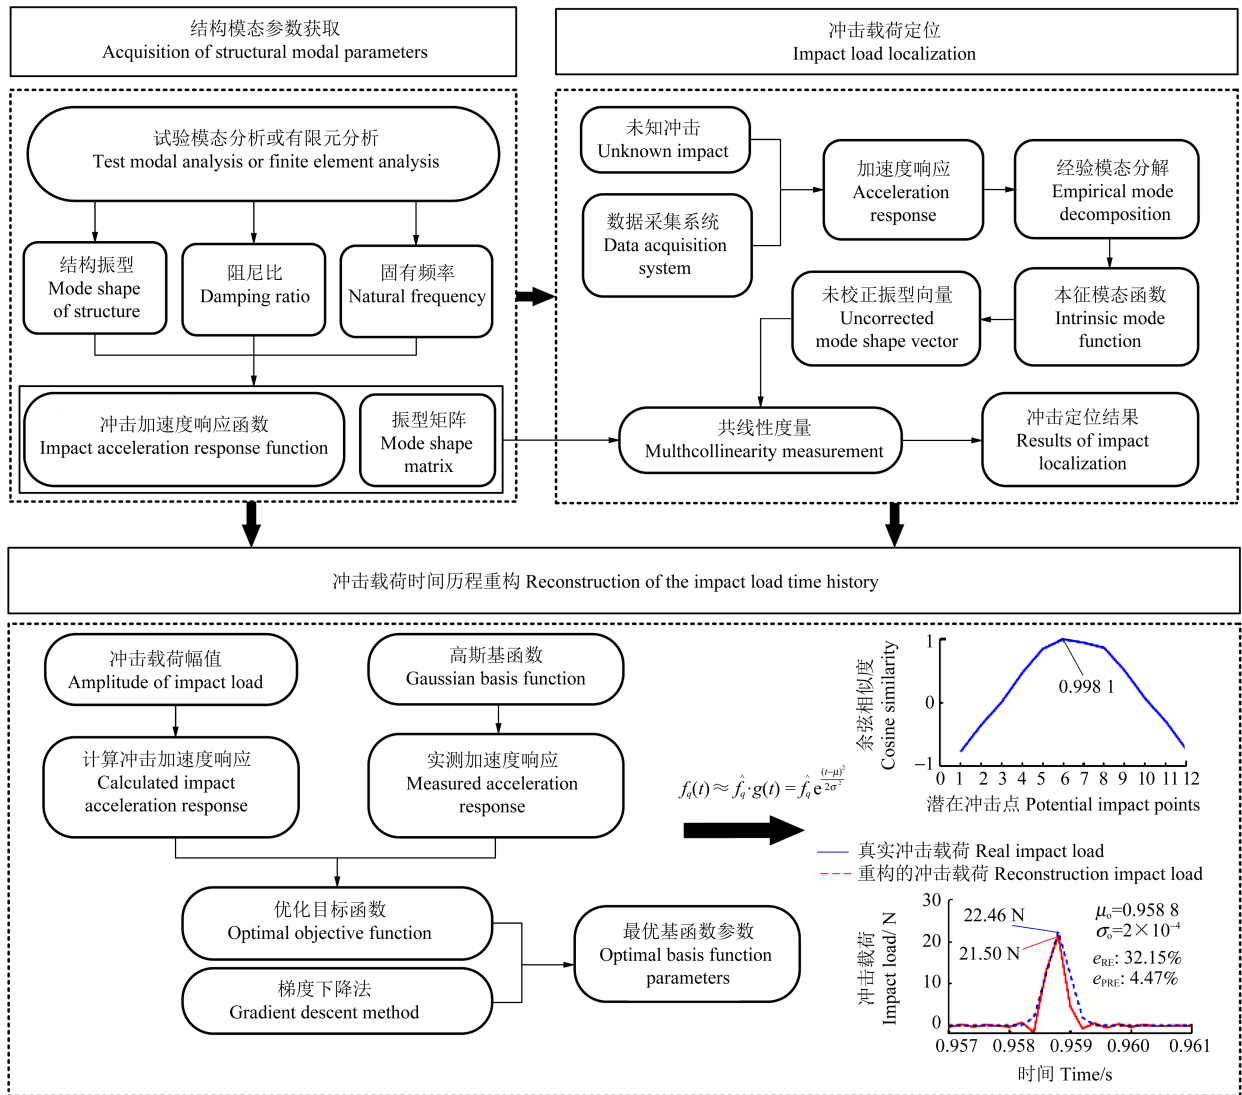 结构模态参数获取
Acquisition of structural modal parameters
冲击载荷定位
Impact load localization
试验模态分析或有限元分析
Test modal analysis or finite element analysis
结构振型
Mode shape
of structure
阻尼比
Damping ratio
固有频率
Natural frequency
冲击加速度响应函数
Impact acceleration response function
振型矩阵
Mode shape
matrix
未知冲击
Unknown impact
数据采集系统
Data acquisition
system
加速度响应
Acceleration
response
经验模态分解
Empirical mode
decomposition
未校正振型向量
Uncorrected
mode shape vector
本征模态函数
Intrinsic mode
function
共线性度量
Multhcollinearity measurement
冲击定位结果
Results of impact
localization
冲击载荷时间历程重构 Reconstruction of the impact load time history
冲击载荷幅值
Amplitude of impact load
高斯基函数
Gaussian basis function
计算冲击加速度响应
Calculated impact
acceleration response
实测加速度响应
Measured acceleration
response
优化目标函数
Optimal objective function
梯度下降法
Gradient descent method
最优基函数参数
Optimal basis function
parameters
f_q(t)≈f̂_q·g(t)=f̂_q e^{(t-μ)^2/2σ^2}
余弦相似度
Cosine similarity
1
0
−1
0.998 1
0 1 2 3 4 5 6 7 8 9 10 11 12
潜在冲击点 Potential impact points
真实冲击载荷 Real impact load
重构的冲击载荷 Reconstruction impact load
冲击载荷
Impact load/ N
30
20
10
0
22.46 N
21.50 N
μ_o=0.958 8
σ_o=2×10^{-4}
e_RE: 32.15%
e_PRE: 4.47%
0.957 0.958 0.959 0.960 0.961
时间 Time/s